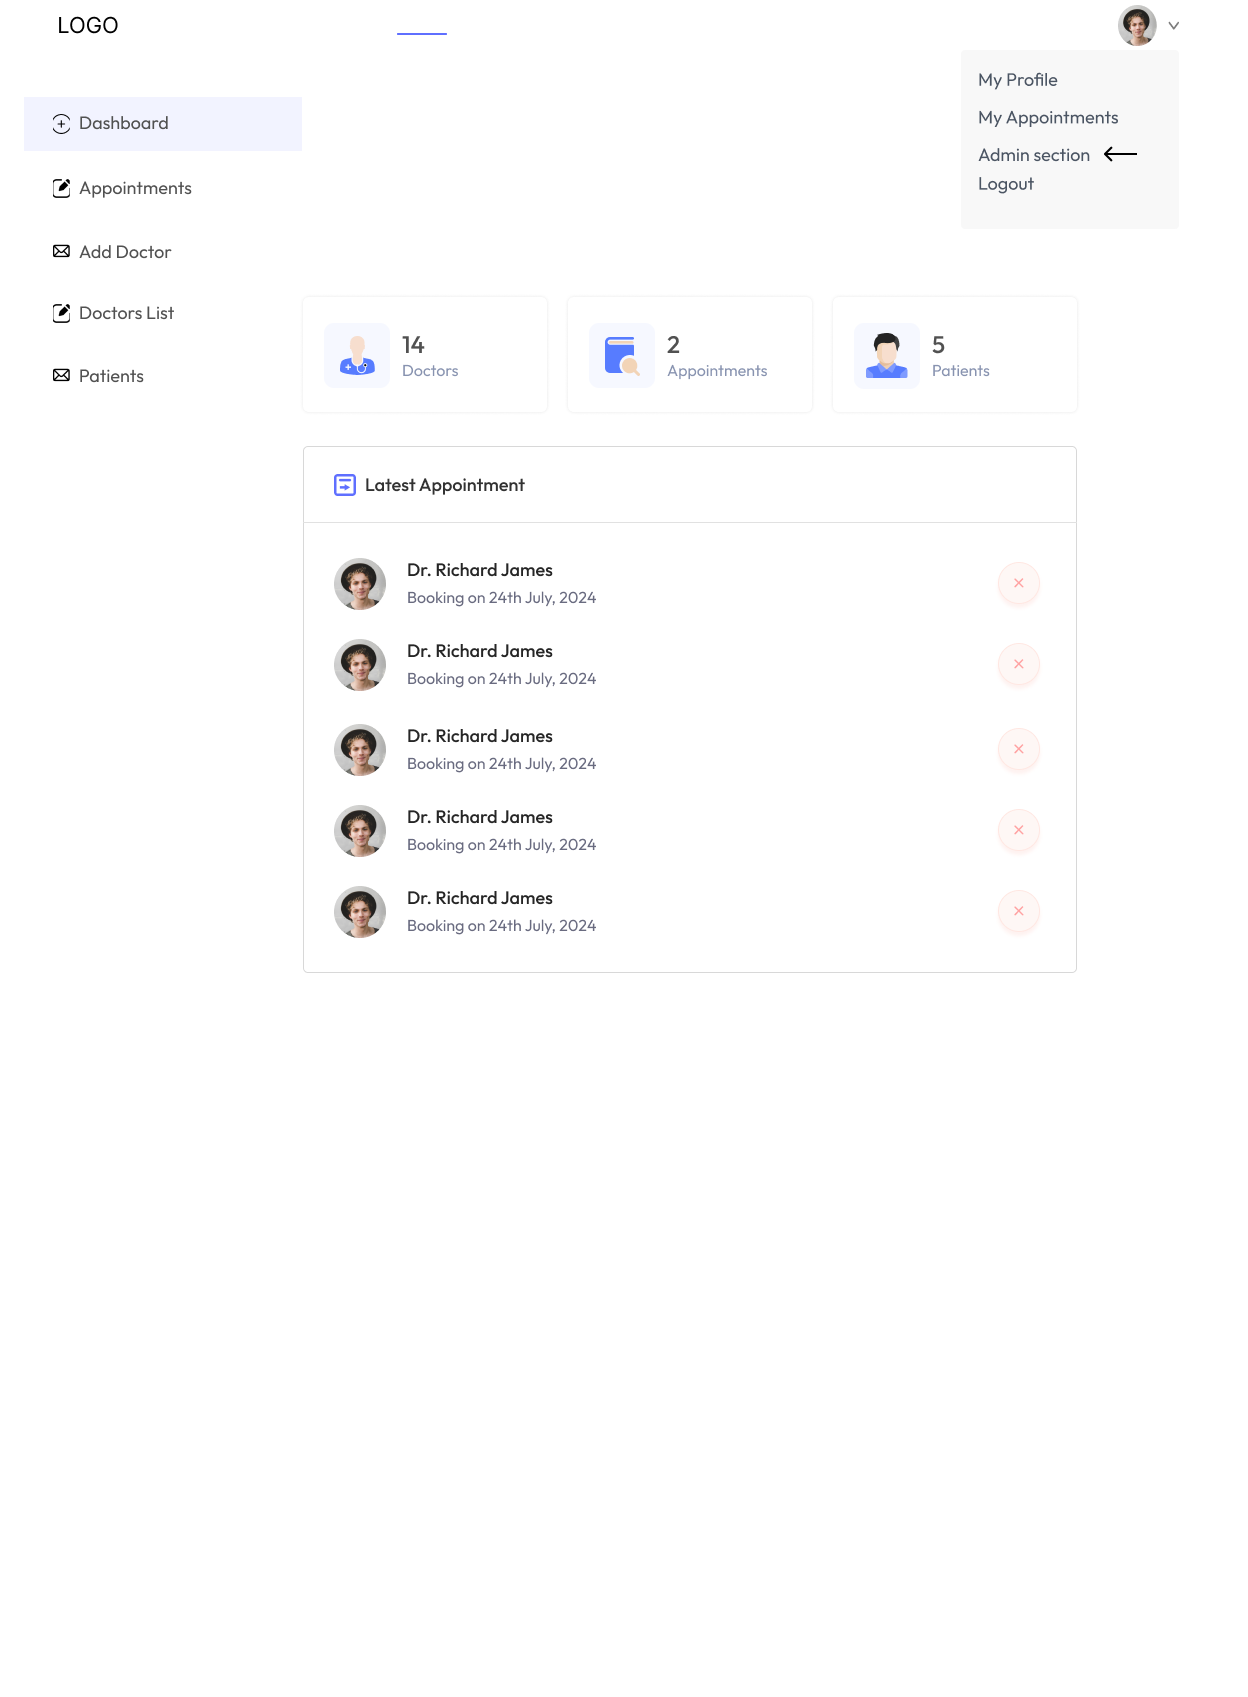 LOGO
My Profile
My Appointments
Admin section
Logout
Dashboard
Appointments
Add Doctor
Doctors List
Patients
14
Doctors
2
Appointments
5
Patients
Latest Appointment
Dr. Richard James
Booking on 24th July, 2024
Dr. Richard James
Booking on 24th July, 2024
Dr. Richard James
Booking on 24th July, 2024
Dr. Richard James
Booking on 24th July, 2024
Dr. Richard James
Booking on 24th July, 2024